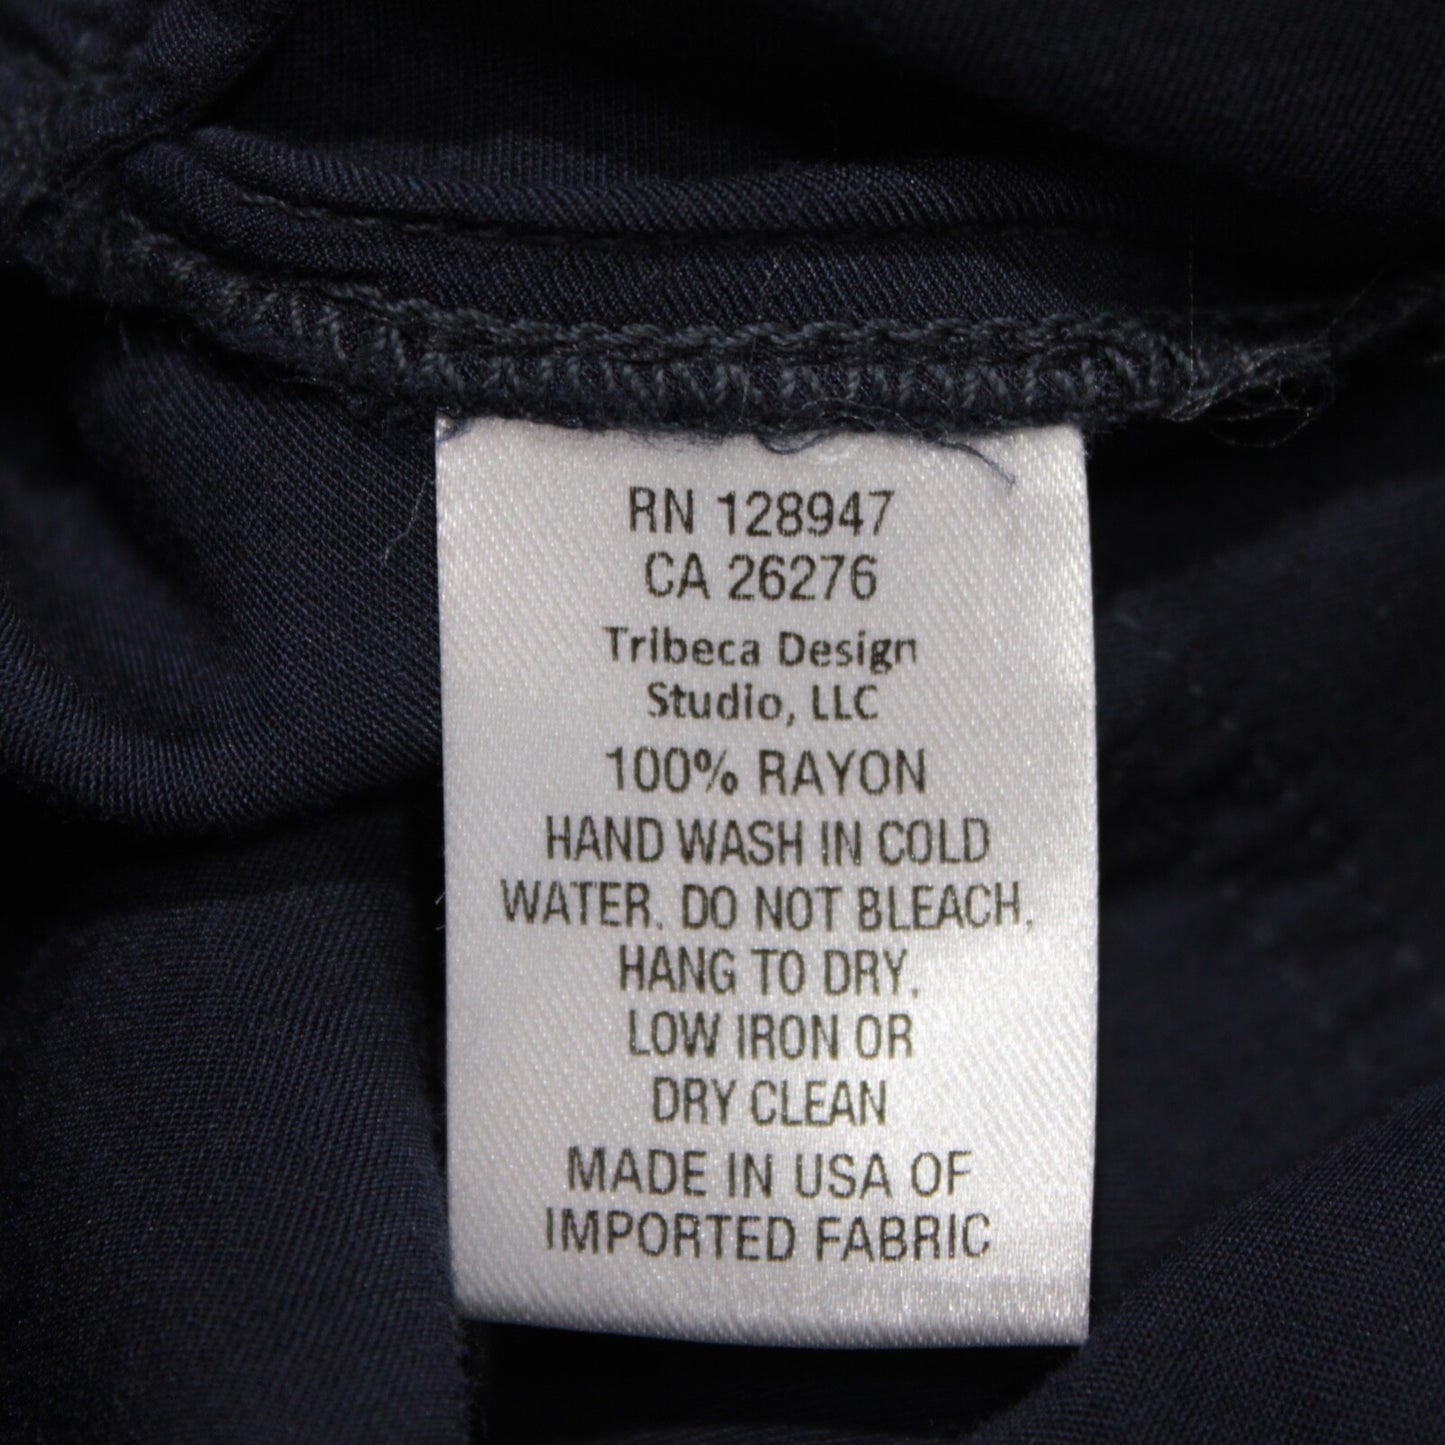 RN 128947
CA 26276
Tribeca Design
Studio, LLC
100% RAYON
HAND WASH IN COLD
WATER. DO NOT BLEACH.
HANG TO DRY.
LOW IRON OR
DRY CLEAN
MADE IN USA OF
IMPORTED FABRIC